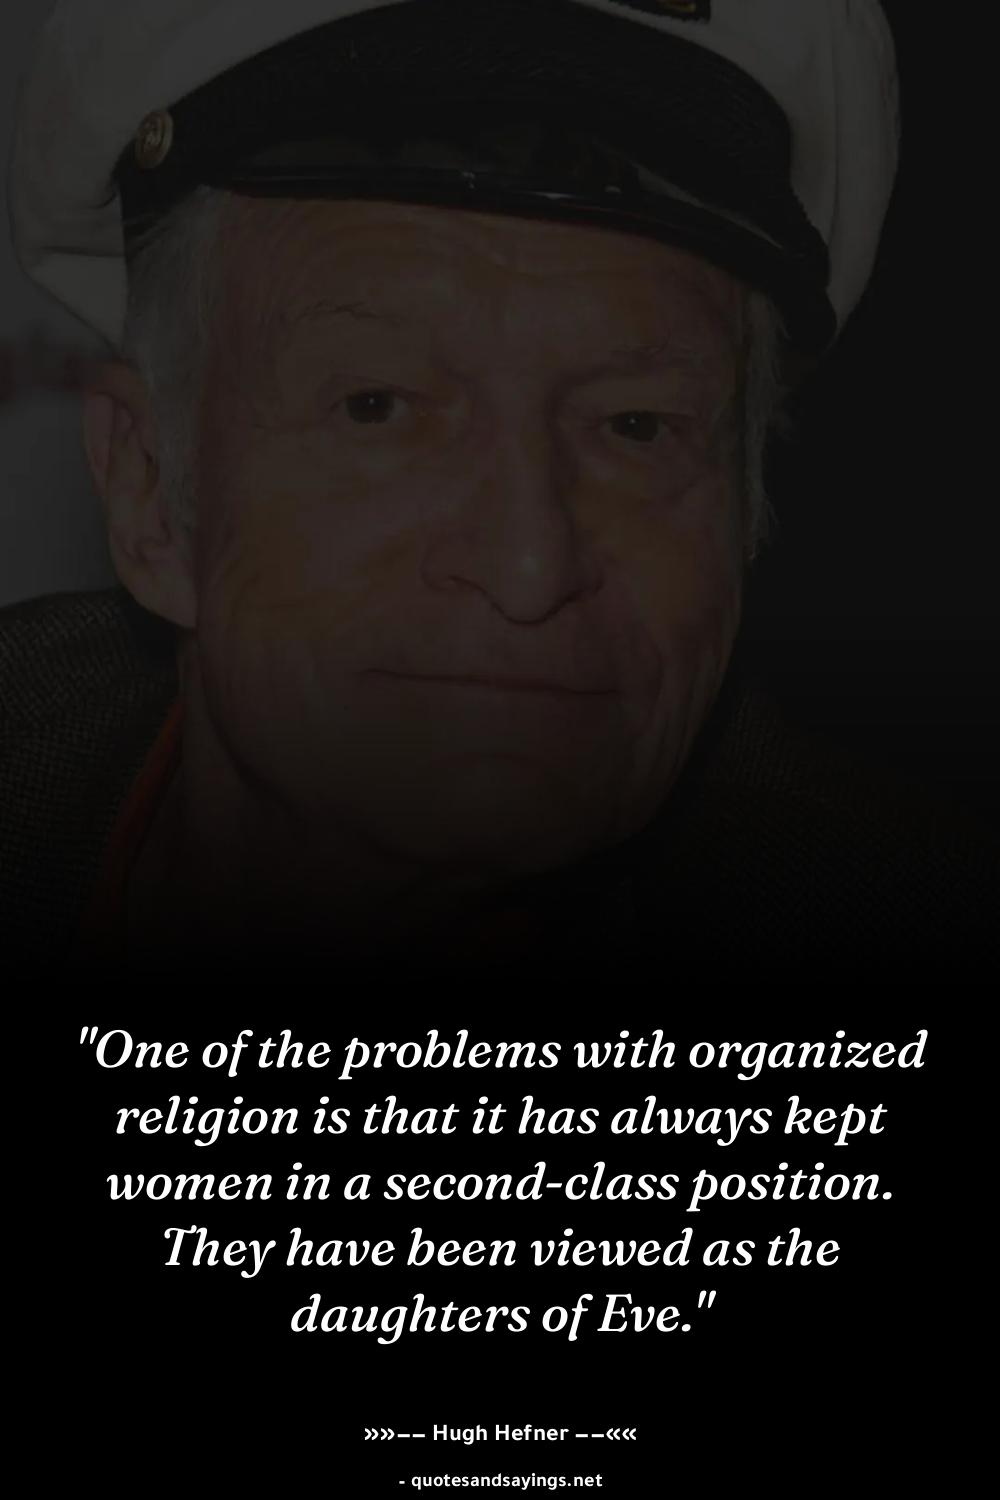 "One of the problems with organized
religion is that it has always kept
women in a second-class position.
They have been viewed as the
daughters of Eve."
»»–– Hugh Hefner ––««
- quotesandsayings.net